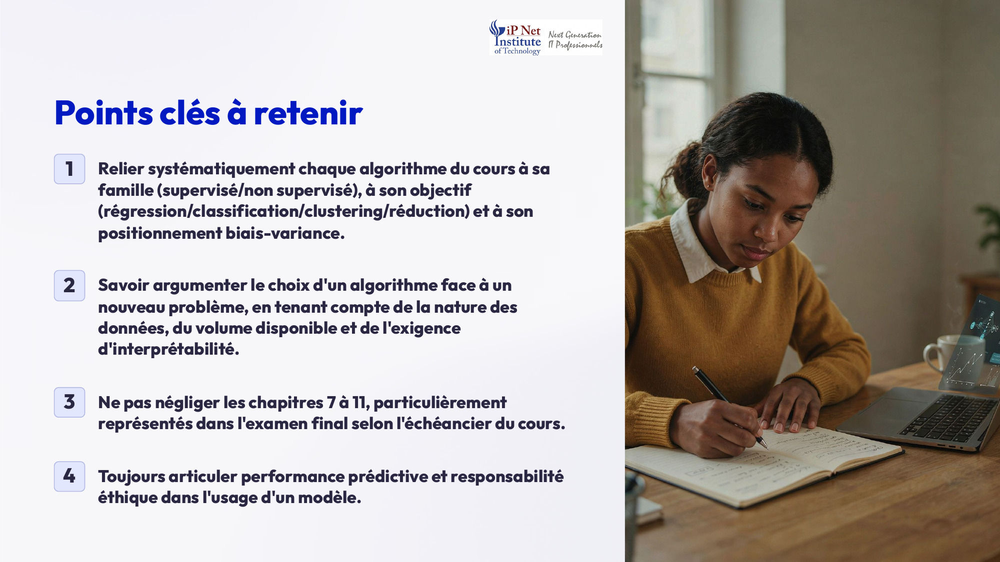 iP Net
Institute
of Technology
Next Generation
IT Professionnels
Points clés à retenir
1
Relier systématiquement chaque algorithme du cours à sa
famille (supervisé/non supervisé), à son objectif
(régression/classification/clustering/réduction) et à son
positionnement biais-variance.
2
Savoir argumenter le choix d'un algorithme face à un
nouveau problème, en tenant compte de la nature des
données, du volume disponible et de l'exigence
d'interprétabilité.
3
Ne pas négliger les chapitres 7 à 11, particulièrement
représentés dans l'examen final selon l'échéancier du cours.
4
Toujours articuler performance prédictive et responsabilité
éthique dans l'usage d'un modèle.